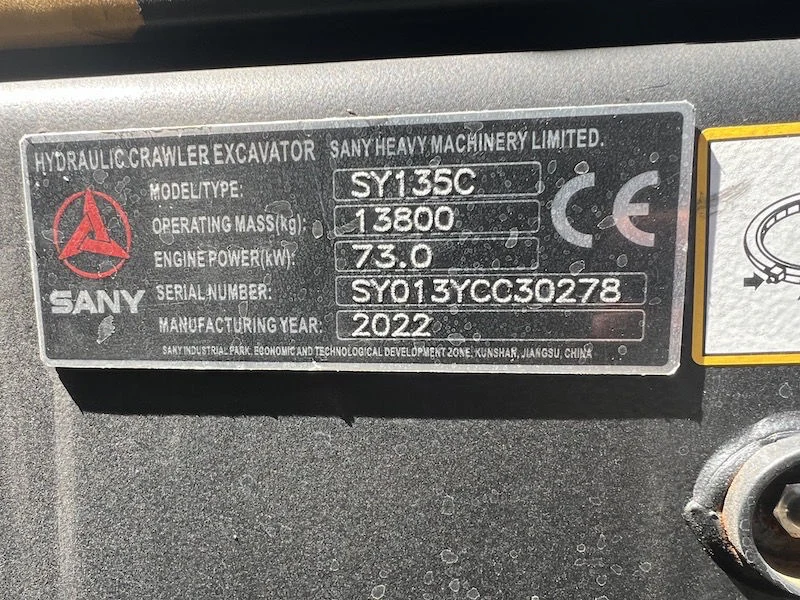 HYDRAULIC CRAWLER EXCAVATOR SANY HEAVY MACHINERY LIMITED.
MODEL/TYPE: SY135C
OPERATING MASS(kg): 13800
ENGINE POWER(kW): 73.0
SANY SERIAL NUMBER: SY013YCC30278
MANUFACTURING YEAR: 2022
SANY INDUSTRIAL PARK, ECONOMIC AND TECHNOLOGICAL DEVELOPMENT ZONE, KUNSHAN, JIANGSU, CHINA
CE